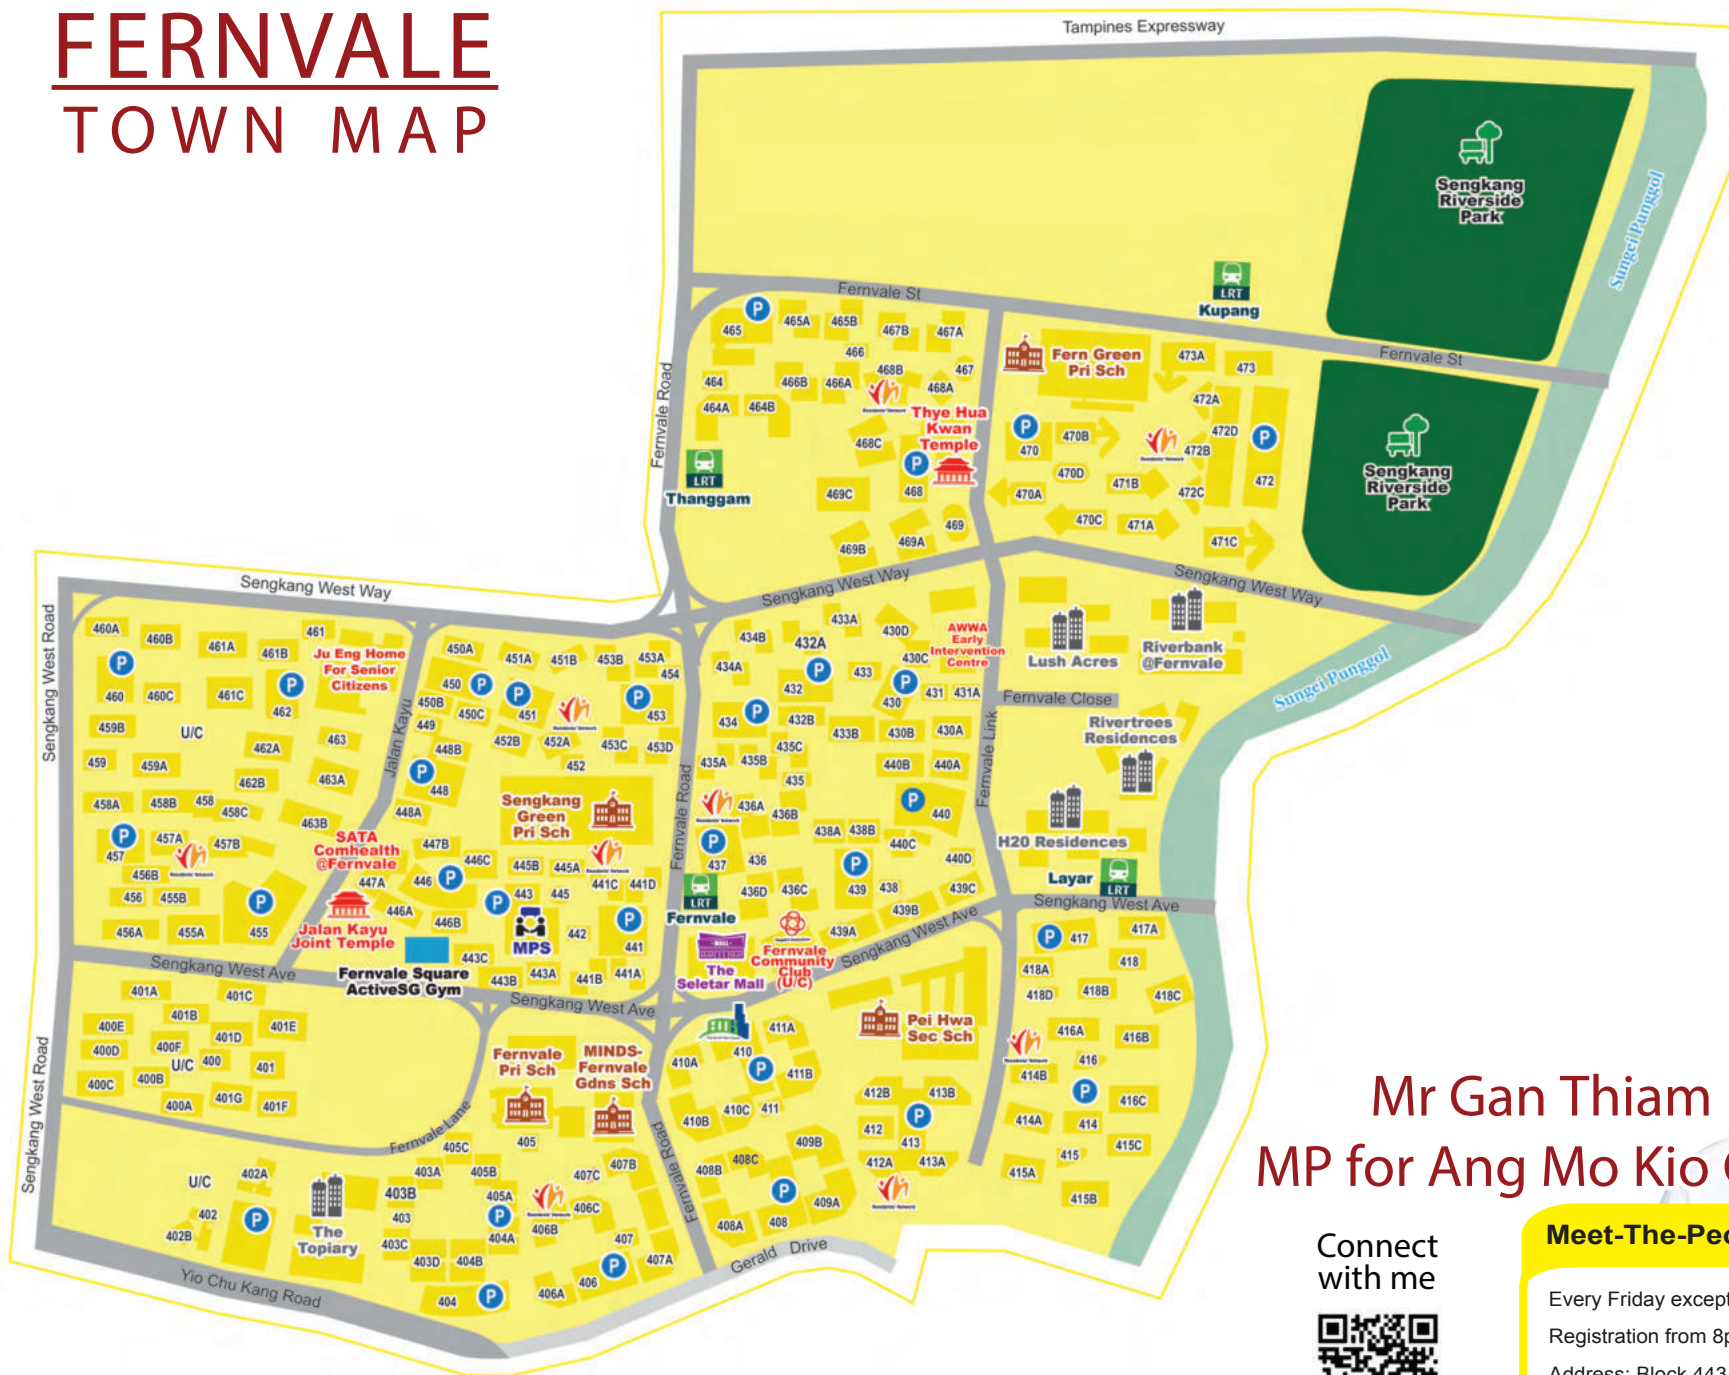 FERNVALE
TOWN MAP
Tampines Expressway
Sengkang
Riverside
Park
Sungei Punggol
LRT
Kupang
Fernvale St
Fernvale St
Fernvale Road
P
465
465A
465B
467B
467A
466
464
466B
466A
468B
467
468A
464A
464B
Thye Hua
Kwan
Temple
468C
P
468
LRT
Thanggam
469C
469
469A
469B
Fern Green
Pri Sch
473A
473
472A
P
470
470B
472D
P
472B
470D
471B
472C
472
470A
470C
471A
471C
Sengkang
Riverside
Park
Sengkang West Way
Sengkang West Way
Sengkang West Way
Sengkang West Road
460A
460B
461A
461B
461
Ju Eng Home
For Senior
Citizens
P
460
460C
461C
P
462
459B
U/C
462A
463
459
459A
462B
463A
458A
458B
458
458C
463B
P
457
457A
457B
456B
456
455B
P
456A
455A
455
SATA
Comhealth
@Fernvale
447A
Jalan Kayu
Joint Temple
Jalan Kayu
450A
451A
451B
453B
453A
454
450
P
P
P
450B
450C
451
453
449
448B
452B
452A
453C
453D
452
P
448
448A
Sengkang
Green
Pri Sch
447B
446C
445B
445A
446
P
443
445
441C
441D
P
446A
446B
MPS
442
P
441
443C
443B
443A
441B
441A
Fernvale Square
ActiveSG Gym
Fernvale Road
434B
432A
433A
430D
AWWA
Early
Intervention
Centre
434A
P
433
430C
432
P
430
431
431A
434
P
432B
433B
430B
430A
435C
435A
435B
435
440B
440A
436A
436B
P
440
P
437
438A
438B
440C
436
P
440D
436D
436C
439
438
439C
439B
439A
LRT
Fernvale
MALL
The
Seletar Mall
Fernvale
Community
Club
(U/C)
Fernvale Link
Lush Acres
Riverbank
@Fernvale
Fernvale Close
Sungei Punggol
Rivertrees
Residences
H20 Residences
Layar
LRT
Sengkang West Ave
Sengkang West Ave
Sengkang West Ave
Sengkang West Ave
Sengkang West Road
401A
401C
401B
400E
401D
401E
400D
400F
U/C
400
401
400C
400B
400A
401G
401F
Fernvale Lane
Fernvale
Pri Sch
MINDS-
Fernvale
Gdns Sch
405
Fernvale Road
U/C
402A
402
P
402B
The
Topiary
405C
403A
405B
403B
405A
403
P
404A
403C
403D
404B
404
P
407C
407B
406C
406B
407
P
407A
406
406A
410
411A
410A
P
411B
410C
411
410B
409B
408B
408C
P
409A
408A
408
Pei Hwa
Sec Sch
412B
413B
P
412
413
412A
413A
P
417
417A
418A
418
418D
418B
418C
416A
416B
416
414B
P
416C
414A
414
415C
415
415A
415B
Yio Chu Kang Road
Gerald Drive
Mr Gan Thiam
MP for Ang Mo Kio
Connect
with me
Meet-The-Peo
Every Friday except
Registration from 8p
Address: Block 443